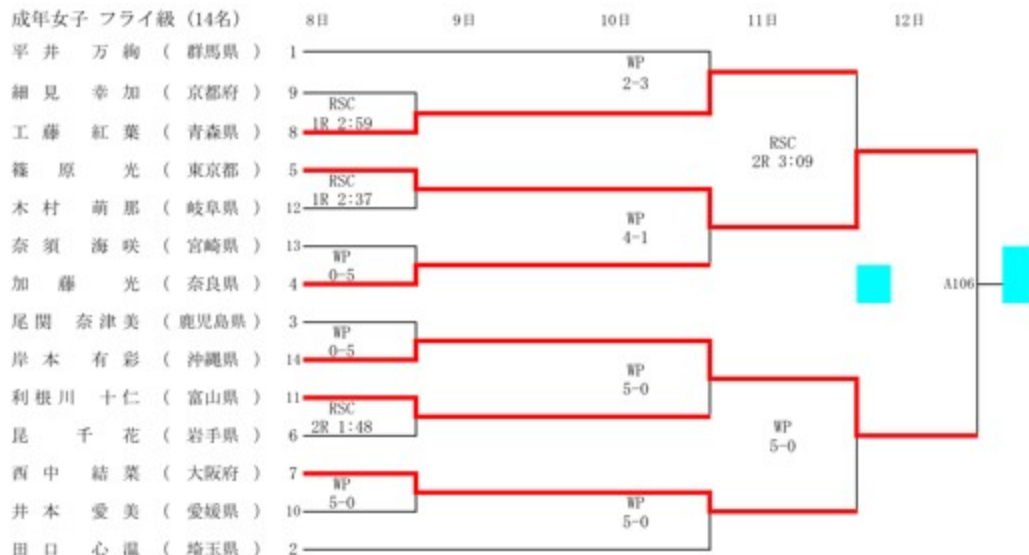 成年女子 フライ級 (14名) 8日 9日 10日 11日 12日
平井 万絢 ( 群馬県 ) 1
WP
2-3
細見 幸加 ( 京都府 ) 9
RSC
1R 2:59
工藤 紅葉 ( 青森県 ) 8
RSC
2R 3:09
篠原 光 ( 東京都 ) 5
RSC
1R 2:37
木村 萌那 ( 岐阜県 ) 12
WP
4-1
奈須 海咲 ( 宮崎県 ) 13
WP
0-5
加藤 光 ( 奈良県 ) 4
A106
尾関 奈津美 ( 鹿児島県 ) 3
WP
0-5
岸本 有彩 ( 沖縄県 ) 14
WP
5-0
利根川 十仁 ( 富山県 ) 11
RSC
2R 1:48
昆 千花 ( 岩手県 ) 6
WP
5-0
西中 結菜 ( 大阪府 ) 7
WP
5-0
井本 愛美 ( 愛媛県 ) 10
WP
5-0
田口 心温 ( 埼玉県 ) 2